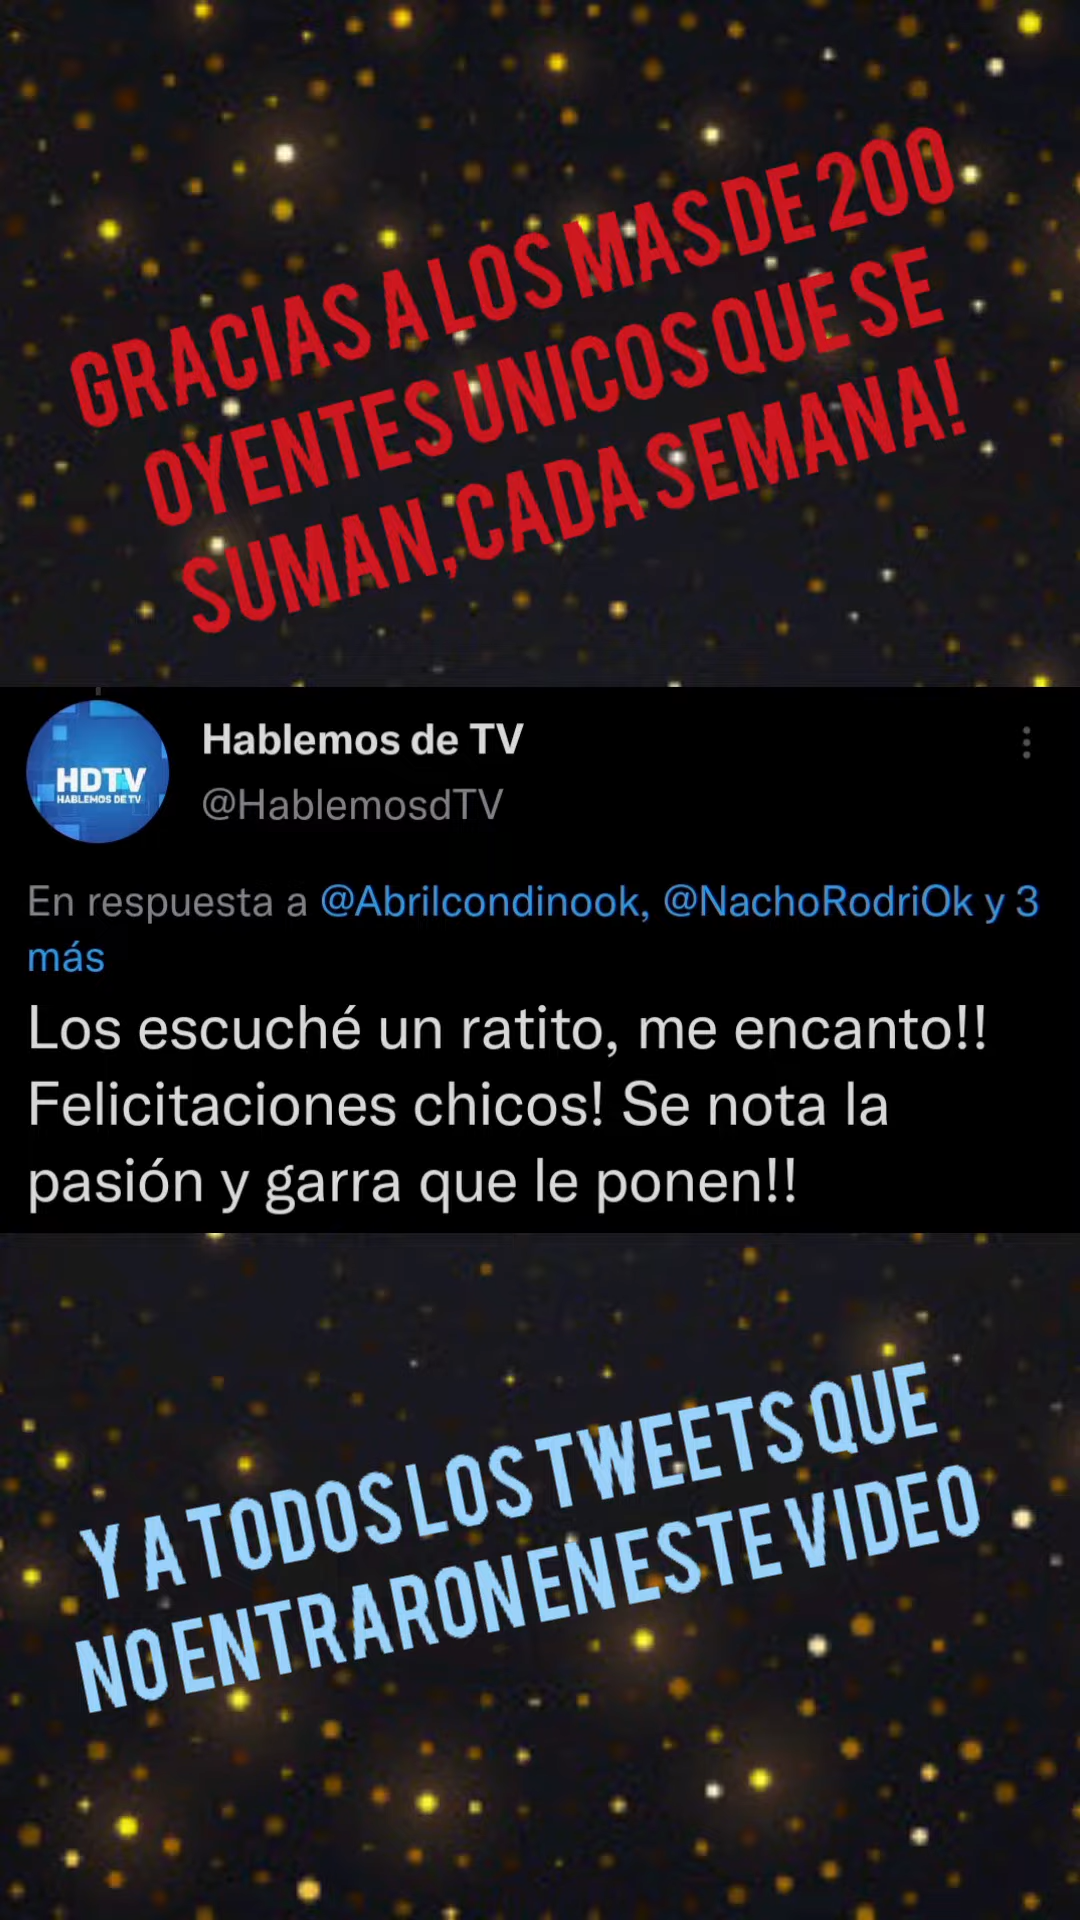 GRACIAS A LOS MAS DE 200
OYENTES UNICOS QUE SE
SUMAN, CADA SEMANA!
HDTV
HABLEMOS DE TV
Hablemos de TV
@HablemosdTV
En respuesta a @Abrilcondinook, @NachoRodriOk y 3
más
Los escuché un ratito, me encanto!!
Felicitaciones chicos! Se nota la
pasión y garra que le ponen!!
Y A TODOS LOS TWEETS QUE
NO ENTRARON EN ESTE VIDEO